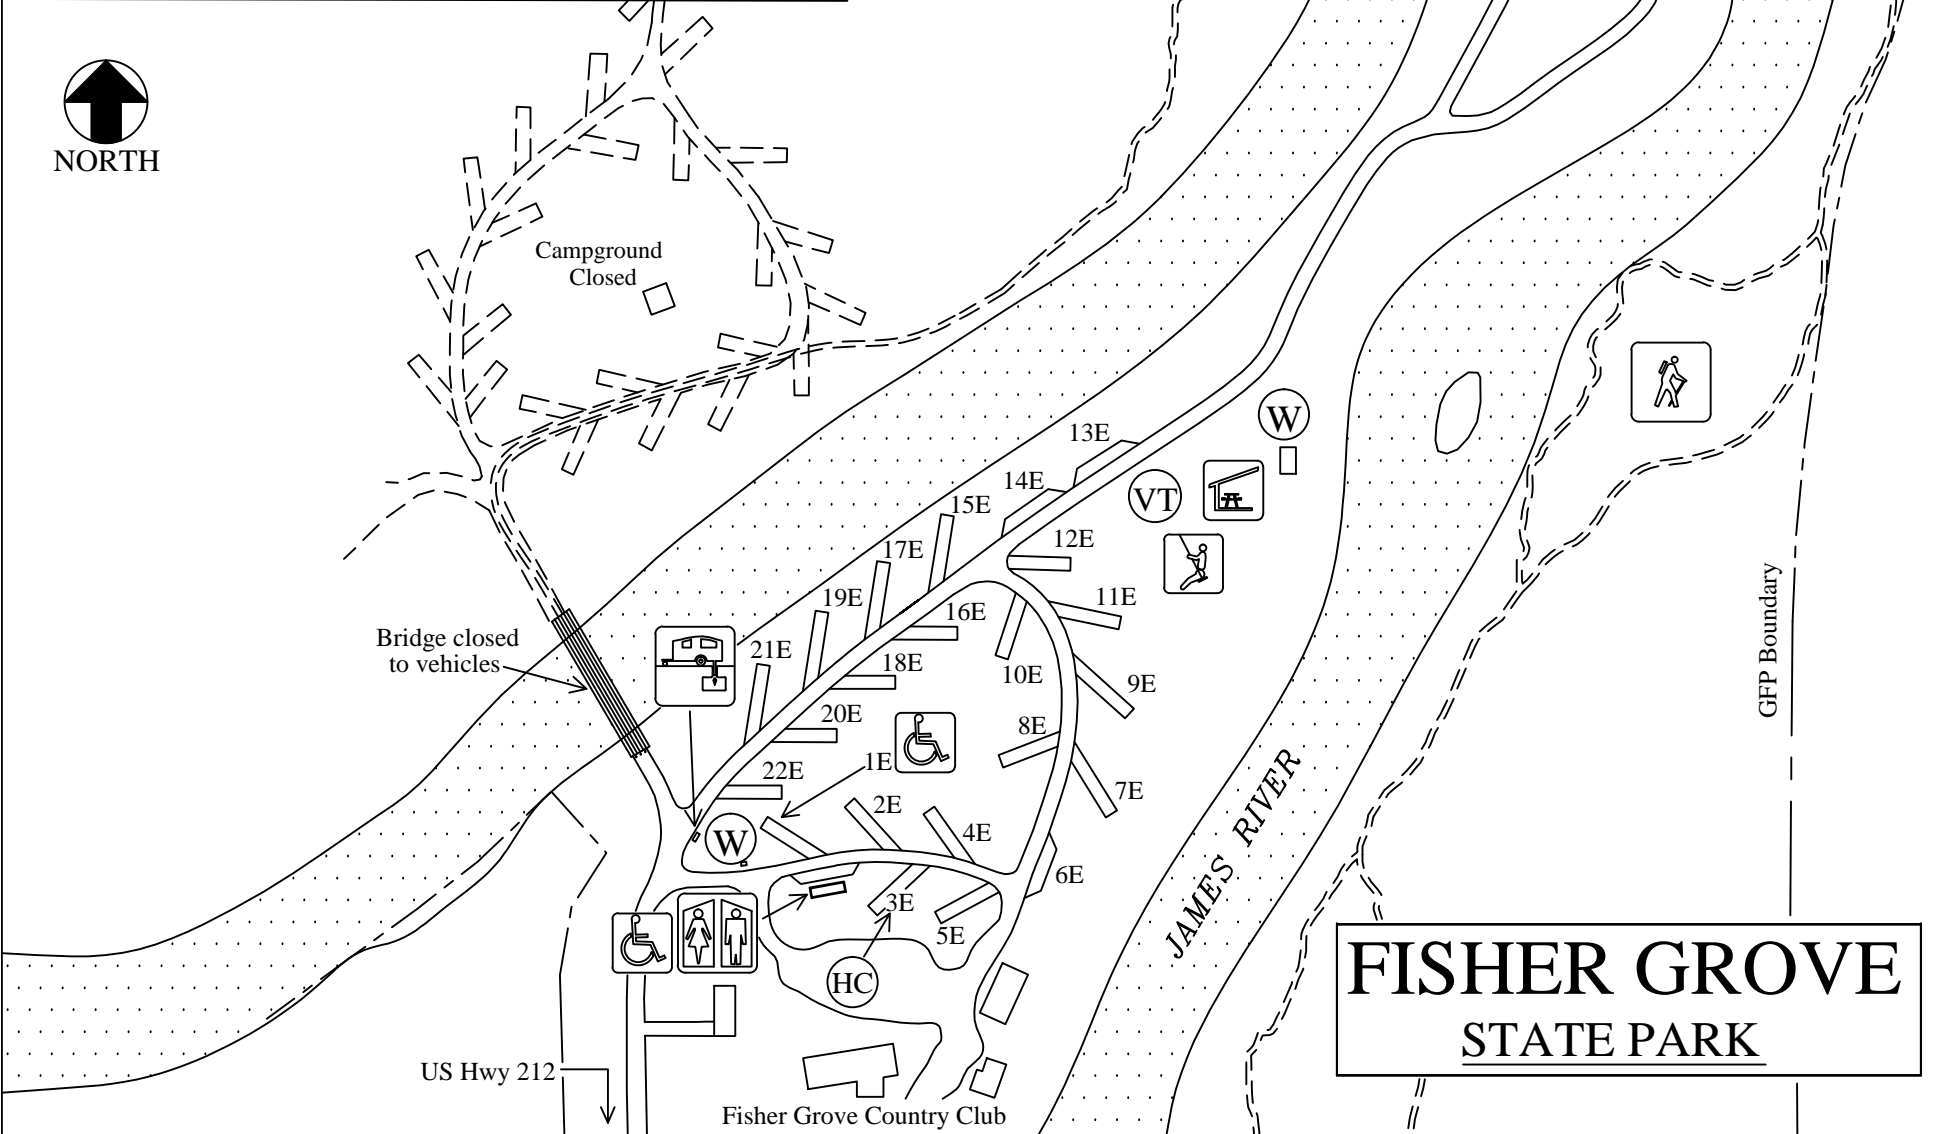 NORTH
Campground
Closed
13E
W
14E
VT
15E
12E
17E
11E
19E
16E
Bridge closed
to vehicles
21E
18E
10E
9E
GFP Boundary
20E
8E
1E
22E
7E
2E
4E
W
JAMES RIVER
6E
3E
5E
HC
FISHER GROVE
STATE PARK
US Hwy 212
Fisher Grove Country Club